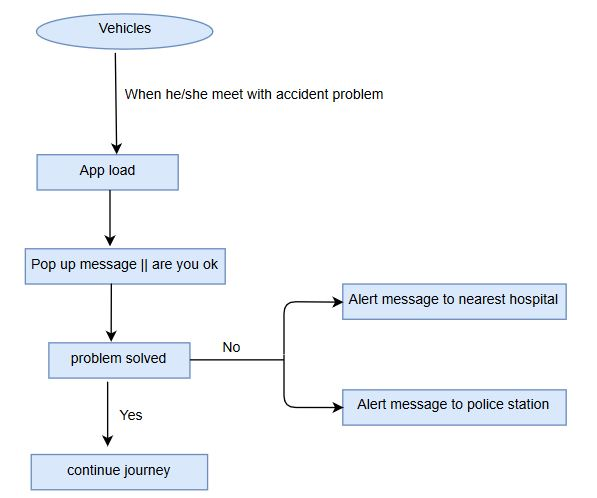 Vehicles
When he/she meet with accident problem
App load
Pop up message || are you ok
Alert message to nearest hospital
No
problem solved
Alert message to police station
Yes
continue journey